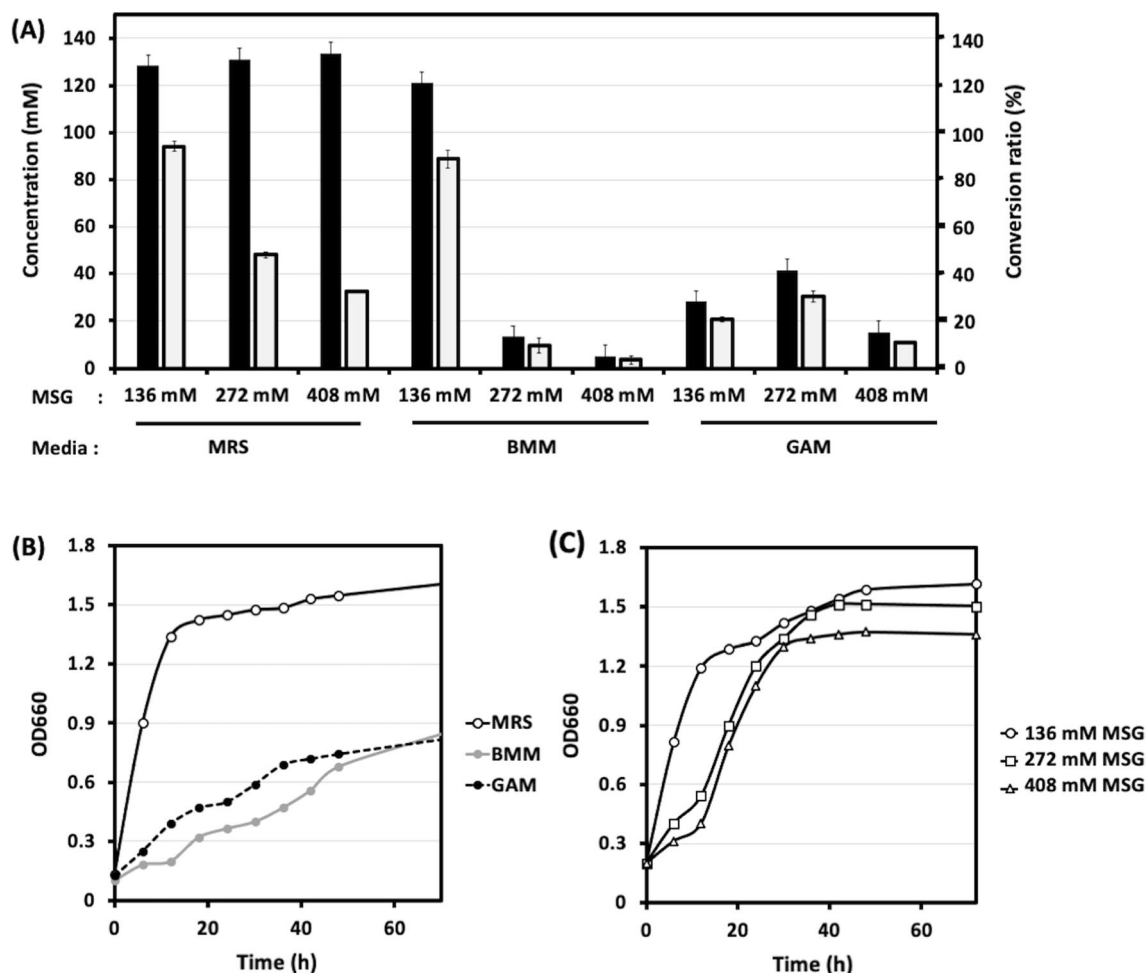 (A)
Concentration (mM)
140
120
100
80
60
40
20
0
140
120
100
80
60
40
20
0
Conversion ratio (%)
MSG : 136 mM 272 mM 408 mM 136 mM 272 mM 408 mM 136 mM 272 mM 408 mM
Media : MRS BMM GAM
(B)
OD660
1.8
1.5
1.2
0.9
0.6
0.3
0
0 20 40 60
Time (h)
MRS
BMM
GAM
(C)
OD660
1.8
1.5
1.2
0.9
0.6
0.3
0
0 20 40 60
Time (h)
136 mM MSG
272 mM MSG
408 mM MSG